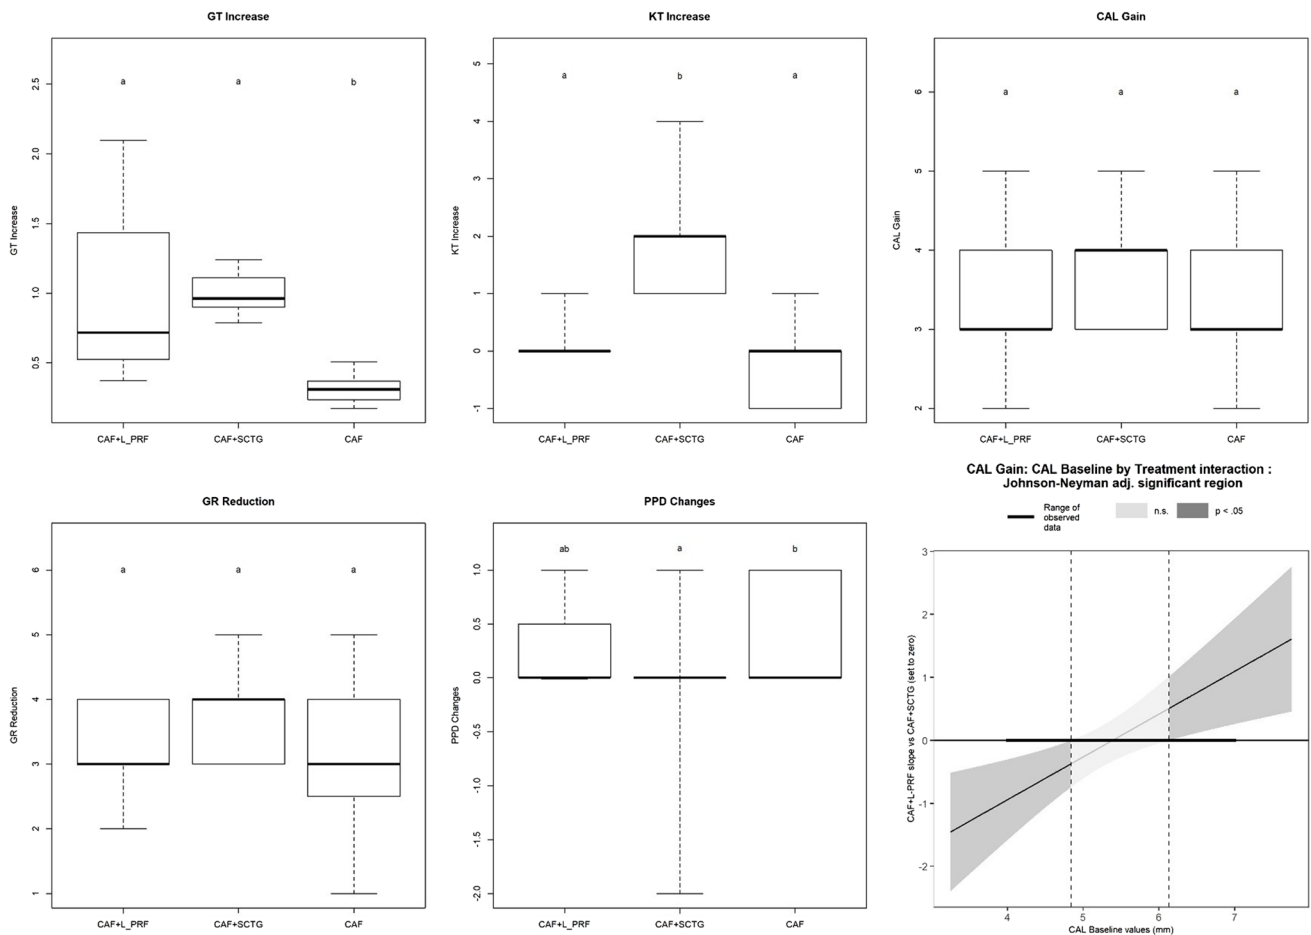 GT Increase
a
a
b
2.5
2.0
1.5
1.0
0.5
GT Increase
CAF+L_PRF
CAF+SCTG
CAF
KT Increase
a
b
a
5
4
3
2
1
0
-1
KT Increase
CAF+L_PRF
CAF+SCTG
CAF
CAL Gain
a
a
a
6
5
4
3
2
CAL Gain
CAF+L_PRF
CAF+SCTG
CAF
GR Reduction
a
a
a
6
5
4
3
2
1
GR Reduction
CAF+L_PRF
CAF+SCTG
CAF
PPD Changes
ab
a
b
1.0
0.5
0.0
-0.5
-1.0
-1.5
-2.0
PPD Changes
CAF+L_PRF
CAF+SCTG
CAF
CAL Gain: CAL Baseline by Treatment interaction :
Johnson-Neyman adj. significant region
Range of
observed
data
n.s.
p < .05
3
2
1
0
-1
-2
CAF+L-PRF slope vs CAF+SCTG (set to zero)
4
5
6
7
CAL Baseline values (mm)